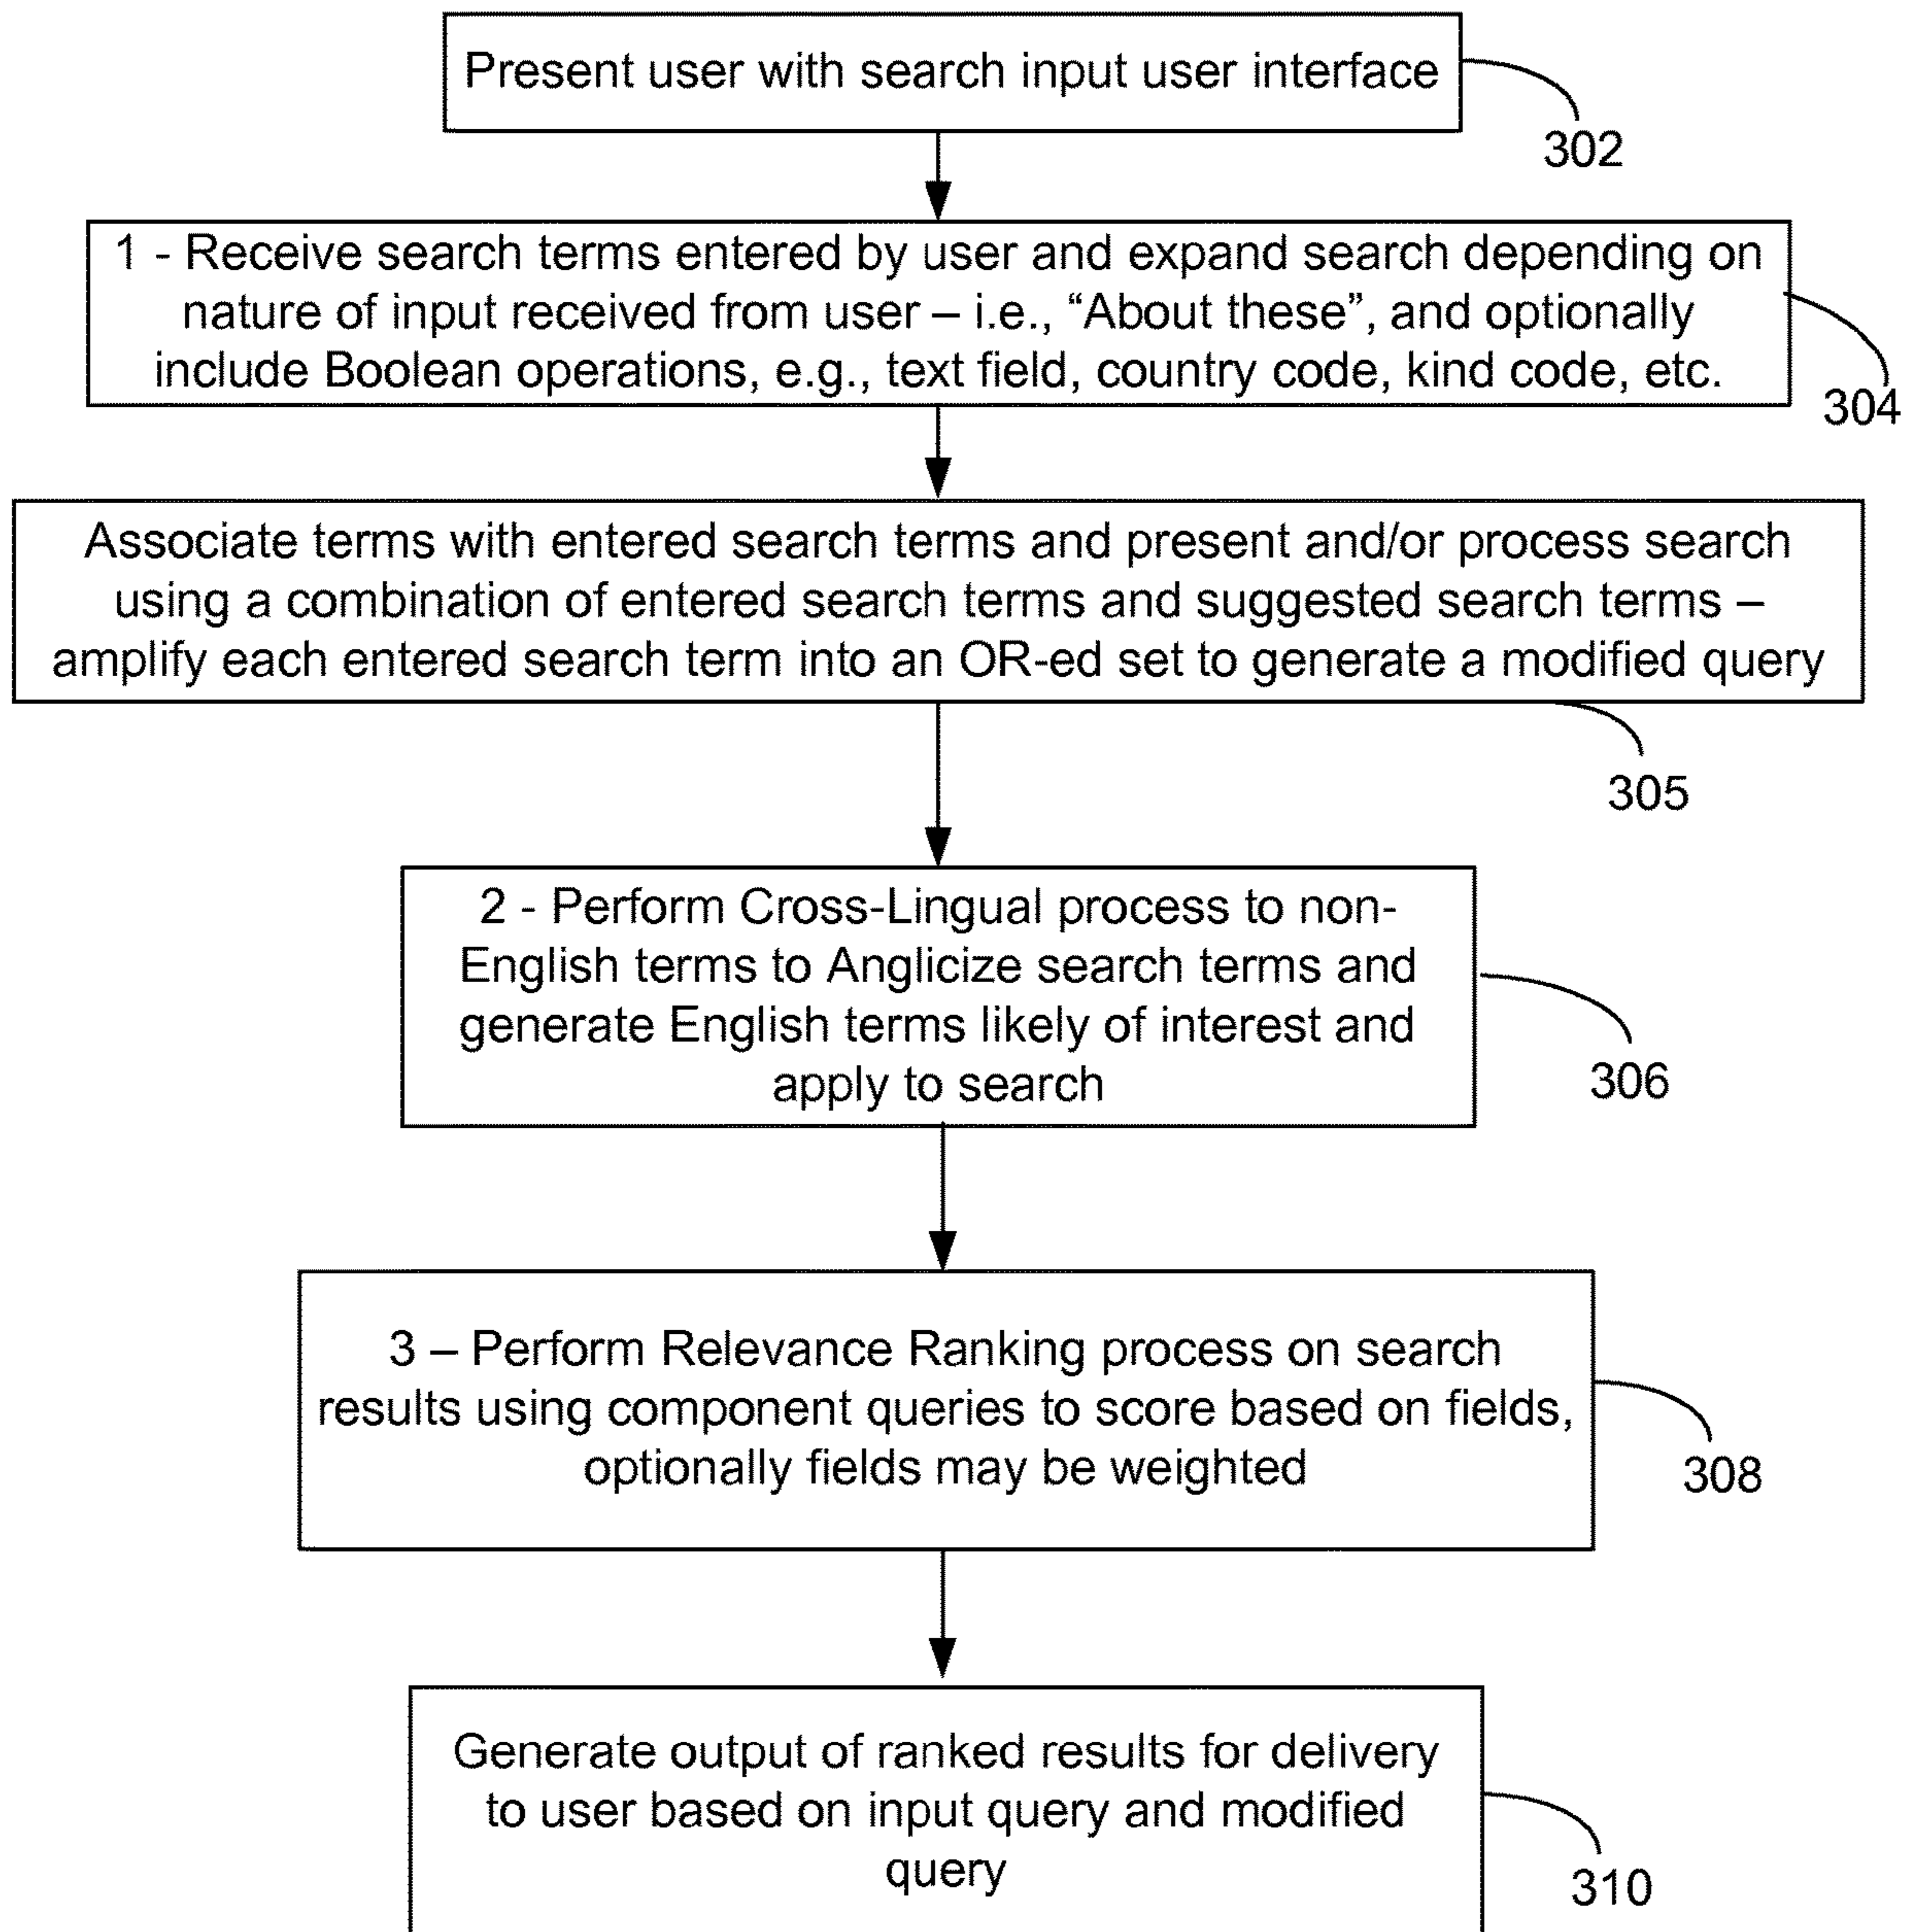 Present user with search input user interface
302
1 - Receive search terms entered by user and expand search depending on
nature of input received from user – i.e., “About these”, and optionally
include Boolean operations, e.g., text field, country code, kind code, etc.
304
Associate terms with entered search terms and present and/or process search
using a combination of entered search terms and suggested search terms –
amplify each entered search term into an OR-ed set to generate a modified query
305
2 - Perform Cross-Lingual process to non-
English terms to Anglicize search terms and
generate English terms likely of interest and
apply to search
306
3 – Perform Relevance Ranking process on search
results using component queries to score based on fields,
optionally fields may be weighted
308
Generate output of ranked results for delivery
to user based on input query and modified
query
310